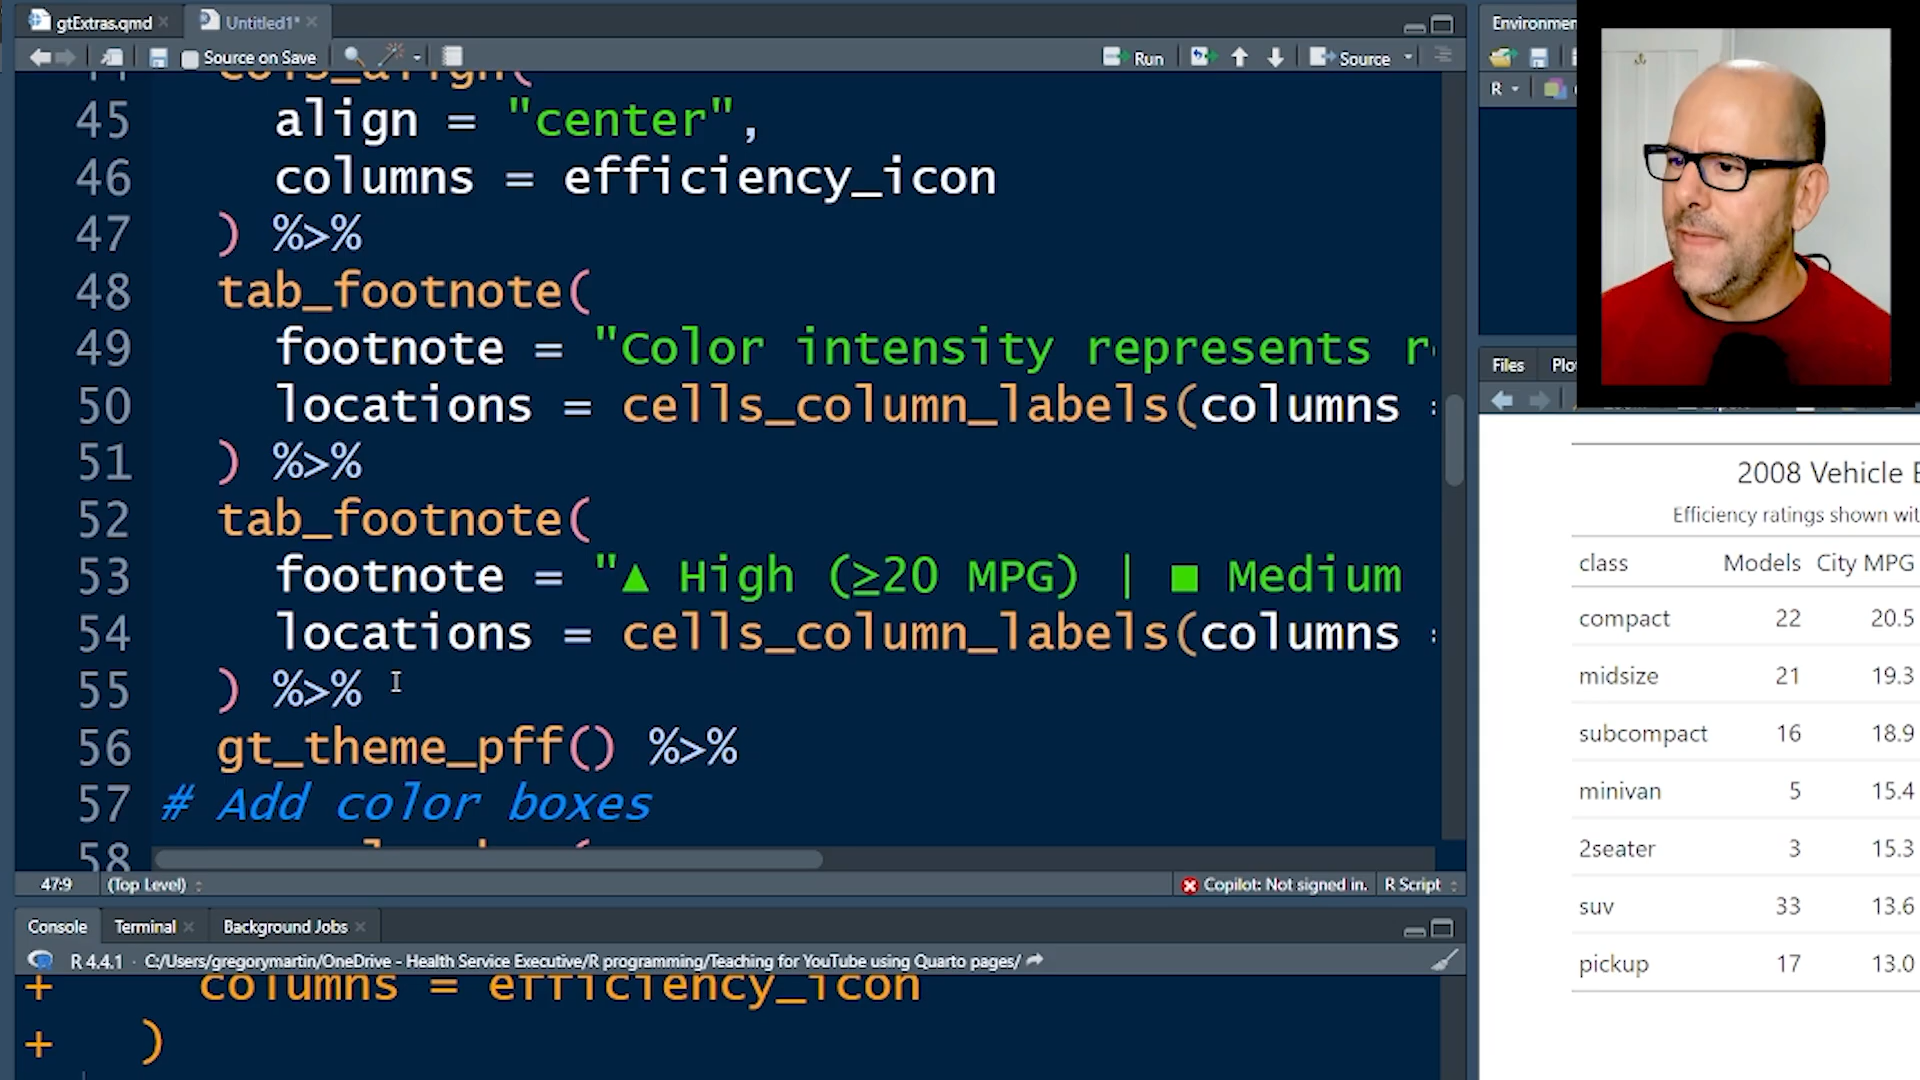 gtExtras.qmd
Untitled1*
Source on Save
Run
Source
44 cols_align(
45 align = "center",
46 columns = efficiency_icon
47 ) %>%
48 tab_footnote(
49 footnote = "Color intensity represents r
50 locations = cells_column_labels(columns =
51 ) %>%
52 tab_footnote(
53 footnote = "▲ High (≥20 MPG) | ■ Medium
54 locations = cells_column_labels(columns =
55 ) %>%
56 gt_theme_pff() %>%
57 # Add color boxes
58
47:9
(Top Level)
Copilot: Not signed in.
R Script
Console
Terminal
Background Jobs
R 4.4.1 · C:/Users/gregorymartin/OneDrive - Health Service Executive/R programming/Teaching for YouTube using Quarto pages/
+ columns = efficiency_icon
+ )
Environmen
R
Files
Plo
2008 Vehicle E
Efficiency ratings shown wit
class Models City MPG
compact 22 20.5
midsize 21 19.3
subcompact 16 18.9
minivan 5 15.4
2seater 3 15.3
suv 33 13.6
pickup 17 13.0